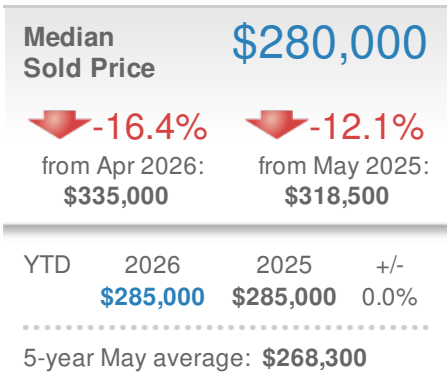 Median $280,000
Sold Price
-16.4% -12.1%
from Apr 2026: from May 2025:
$335,000 $318,500
YTD 2026 2025 +/-
$285,000 $285,000 0.0%
5-year May average: $268,300